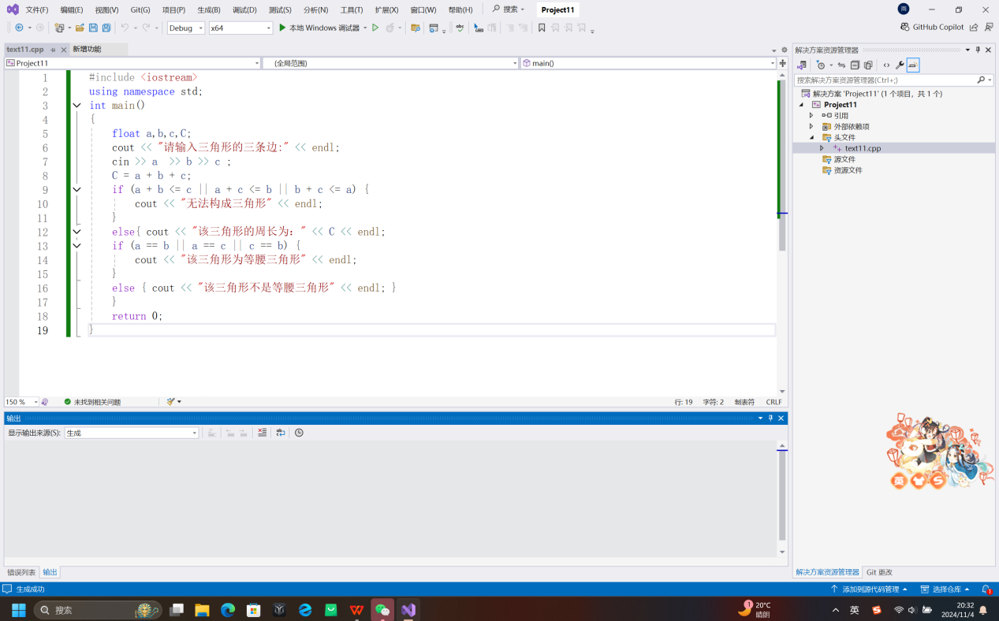 文件(F) 编辑(E) 视图(V) Git(G) 项目(P) 生成(B) 调试(D) 测试(S) 分析(N) 工具(T) 扩展(X) 窗口(W) 帮助(H) 搜索 Project11
Debug x64 本地 Windows 调试器 GitHub Copilot
text11.cpp 新增功能
Project11 (全局范围) main()
1 #include <iostream>
2 using namespace std;
3 int main()
4 {
5 float a,b,c,C;
6 cout << "请输入三角形的三条边:" << endl;
7 cin >> a  >> b >> c ;
8 C = a + b + c;
9 if (a + b <= c || a + c <= b || b + c <= a) {
10 cout << "无法构成三角形" << endl;
11 }
12 else{ cout << "该三角形的周长为：" << C << endl;
13 if (a == b || a == c || c == b) {
14 cout << "该三角形为等腰三角形" << endl;
15 }
16 else { cout << "该三角形不是等腰三角形" << endl; }
17 }
18 return 0;
19 }
150 % 未找到相关问题 行: 19 字符: 2 制表符 CRLF
输出
显示输出来源(S): 生成
错误列表 输出
解决方案资源管理器
搜索解决方案资源管理器(Ctrl+;)
解决方案 'Project11' (1 个项目，共 1 个)
Project11
引用
外部依赖项
头文件
text11.cpp
源文件
资源文件
英 S
解决方案资源管理器 Git 更改
生成成功 添加到源代码管理 选择仓库 1
搜索 1 20°C
晴朗
英 20:32
2024/11/4